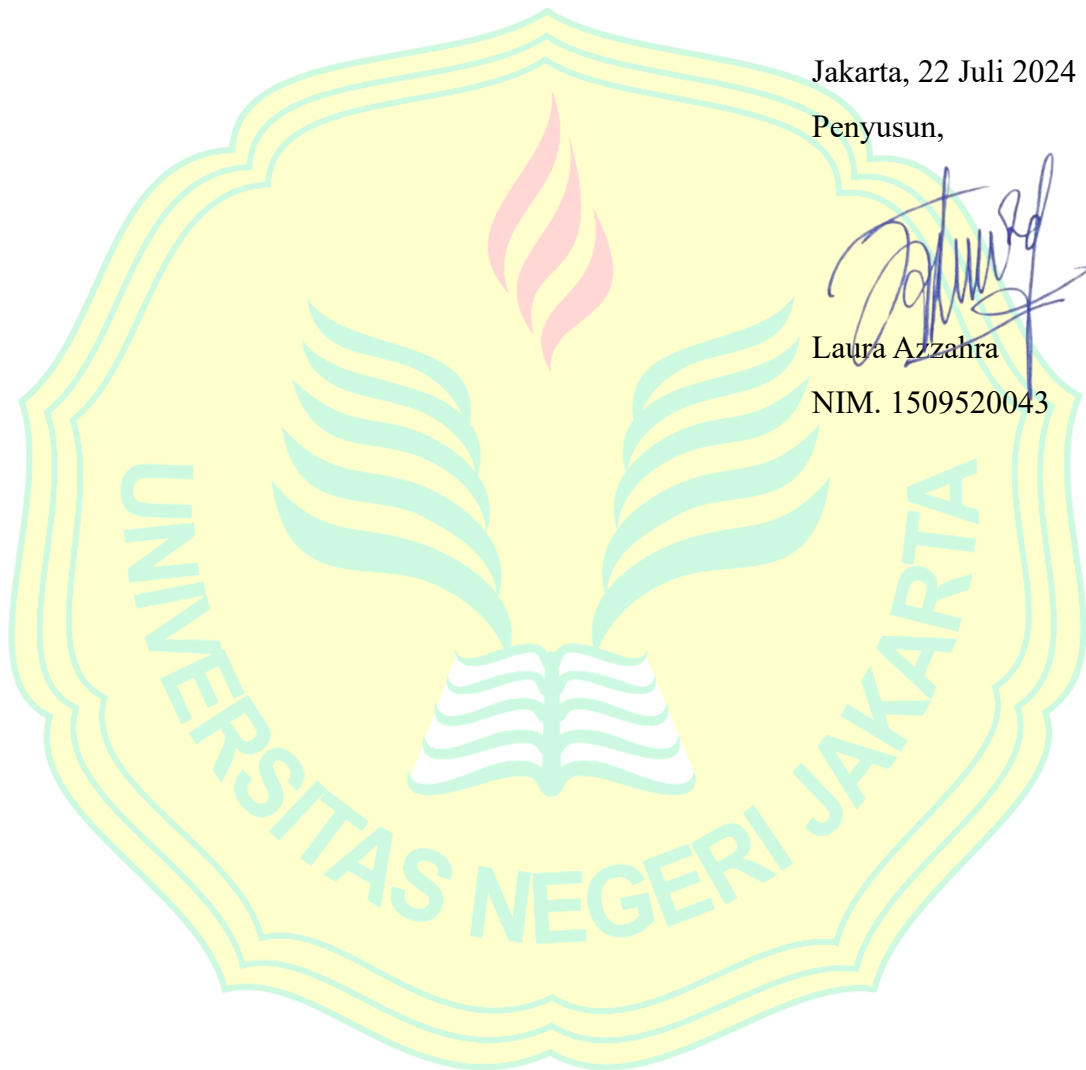 Jakarta, 22 Juli 2024
Penyusun,
Laura Azzahra
NIM. 1509520043
UNIVERSITAS NEGERI JAKARTA